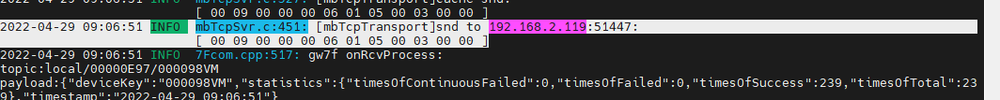 2022-04-29 09:06:51 INFO mbTcpSvr.c:527: [mbTcpTransport]cache snd:
[ 00 09 00 00 00 06 01 05 00 03 00 00 ]
2022-04-29 09:06:51 INFO mbTcpSvr.c:451: [mbTcpTransport]snd to 192.168.2.119:51447:
[ 00 09 00 00 00 06 01 05 00 03 00 00 ]
2022-04-29 09:06:51 INFO 7Fcom.cpp:517: gw7f onRcvProcess:
topic:local/00000E97/000098VM
payload:{"deviceKey":"000098VM","statistics":{"timesOfContinuousFailed":0,"timesOfFailed":0,"timesOfSuccess":239,"timesOfTotal":23
9},"timestamp":"2022-04-29 09:06:51"}